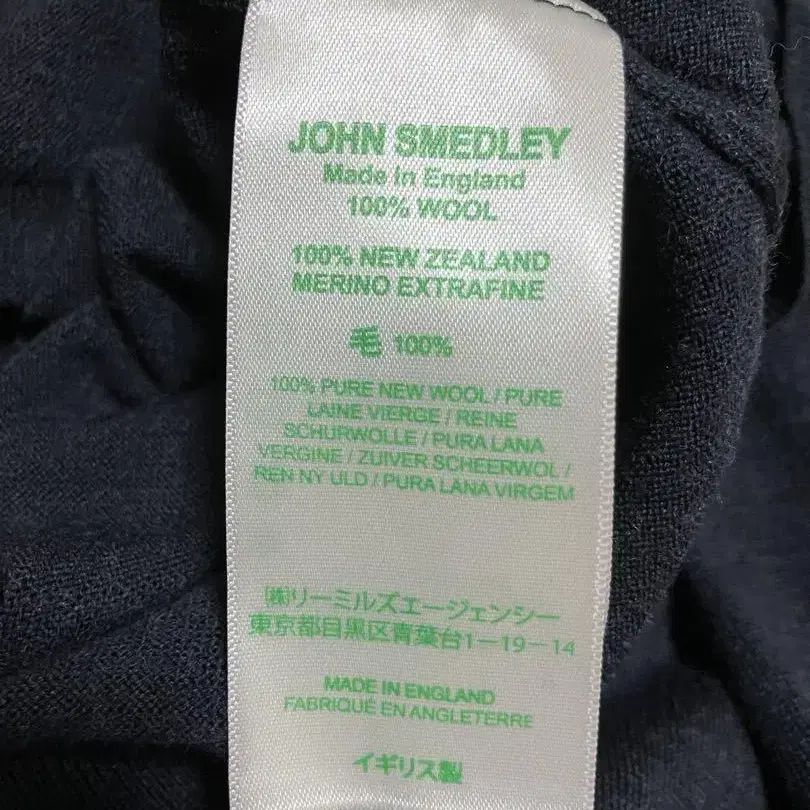 JOHN SMEDLEY
Made In England
100% WOOL
100% NEW ZEALAND
MERINO EXTRAFINE
毛 100%
100% PURE NEW WOOL / PURE
LAINE VIERGE / REINE
SCHURWOLLE / PURA LANA
VERGINE / ZUIVER SCHEERWOL /
REN NY ULD / PURA LANA VIRGEM
㈱リーミルズエージェンシー
東京都目黒区青葉台1−19−14
MADE IN ENGLAND
FABRIQUÉ EN ANGLETERRE
イギリス製